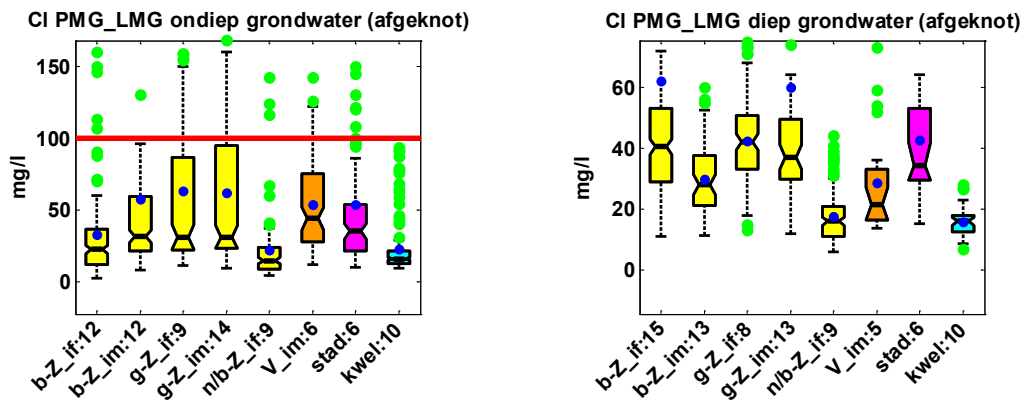 Cl PMG_LMG ondiep grondwater (afgeknot)
mg/l
150
100
50
0
b-Z_if:12
b-Z_im:12
g-Z_if:9
g-Z_im:14
n/b-Z_if:9
V_im:6
stad:6
kwel:10
Cl PMG_LMG diep grondwater (afgeknot)
mg/l
60
40
20
0
b-Z_if:15
b-Z_im:13
g-Z_if:8
g-Z_im:13
n/b-Z_if:9
V_im:5
stad:6
kwel:10